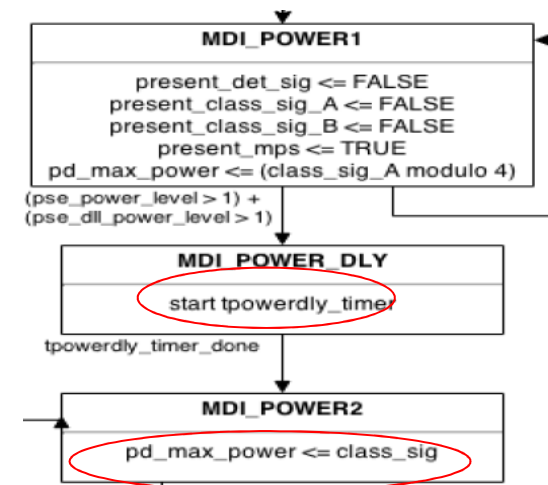 MDI_POWER1
present_det_sig <= FALSE
present_class_sig_A <= FALSE
present_class_sig_B <= FALSE
present_mps <= TRUE
pd_max_power <= (class_sig_A modulo 4)
(pse_power_level > 1) +
(pse_dll_power_level > 1)
MDI_POWER_DLY
start tpowerdly_timer
tpowerdly_timer_done
MDI_POWER2
pd_max_power <= class_sig